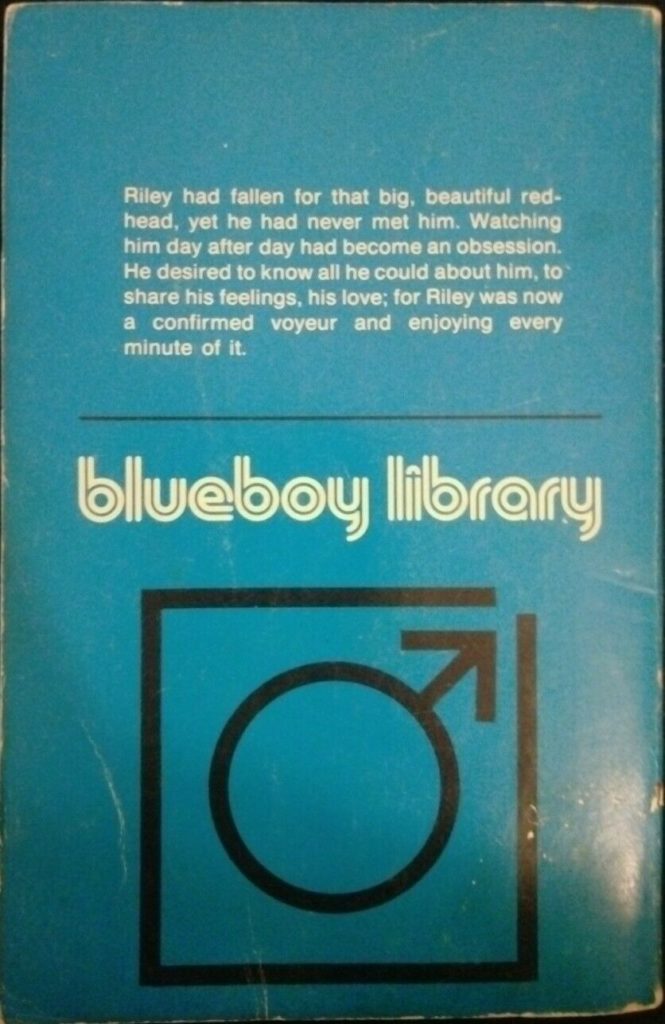 Riley had fallen for that big, beautiful red-
head, yet he had never met him. Watching
him day after day had become an obsession.
He desired to know all he could about him, to
share his feelings, his love; for Riley was now
a confirmed voyeur and enjoying every
minute of it.
blueboy library